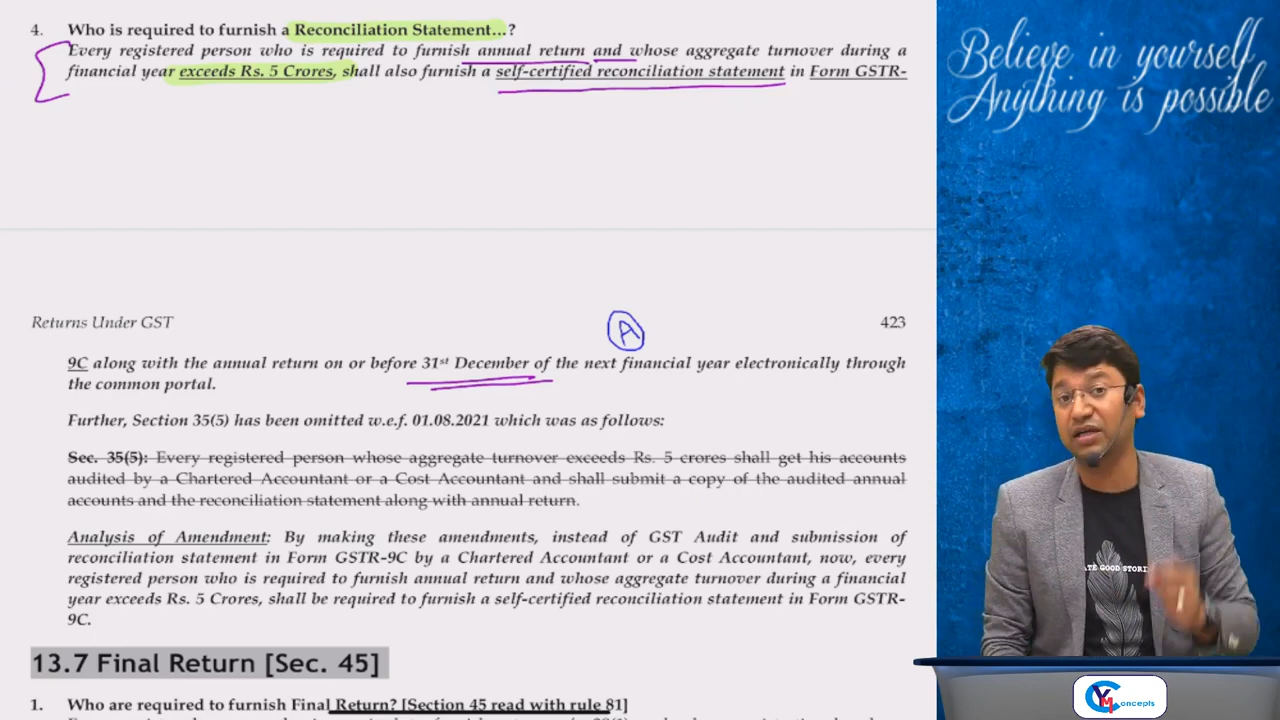 4. Who is required to furnish a Reconciliation Statement...?
Every registered person who is required to furnish annual return and whose aggregate turnover during a
financial year exceeds Rs. 5 Crores, shall also furnish a self-certified reconciliation statement in Form GSTR-
Believe in yourself
Anything is possible
A
Returns Under GST 423
9C along with the annual return on or before 31st December of the next financial year electronically through
the common portal.
Further, Section 35(5) has been omitted w.e.f. 01.08.2021 which was as follows:
Sec. 35(5): Every registered person whose aggregate turnover exceeds Rs. 5 crores shall get his accounts
audited by a Chartered Accountant or a Cost Accountant and shall submit a copy of the audited annual
accounts and the reconciliation statement along with annual return.
Analysis of Amendment: By making these amendments, instead of GST Audit and submission of
reconciliation statement in Form GSTR-9C by a Chartered Accountant or a Cost Accountant, now, every
registered person who is required to furnish annual return and whose aggregate turnover during a financial
year exceeds Rs. 5 Crores, shall be required to furnish a self-certified reconciliation statement in Form GSTR-
9C.
13.7 Final Return [Sec. 45]
1. Who are required to furnish Final Return? [Section 45 read with rule 81]
GOOD
YM Concepts